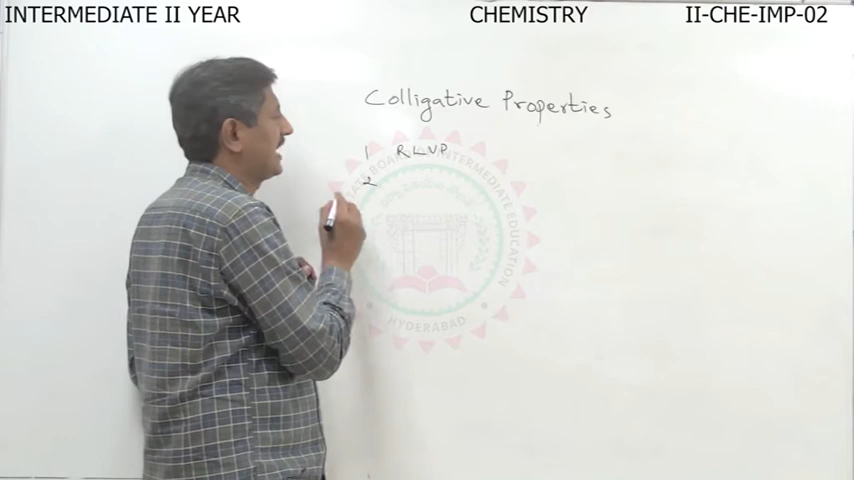 INTERMEDIATE II YEAR CHEMISTRY II-CHE-IMP-02
Colligative Properties
1 RLVP
2
HYDERABAD